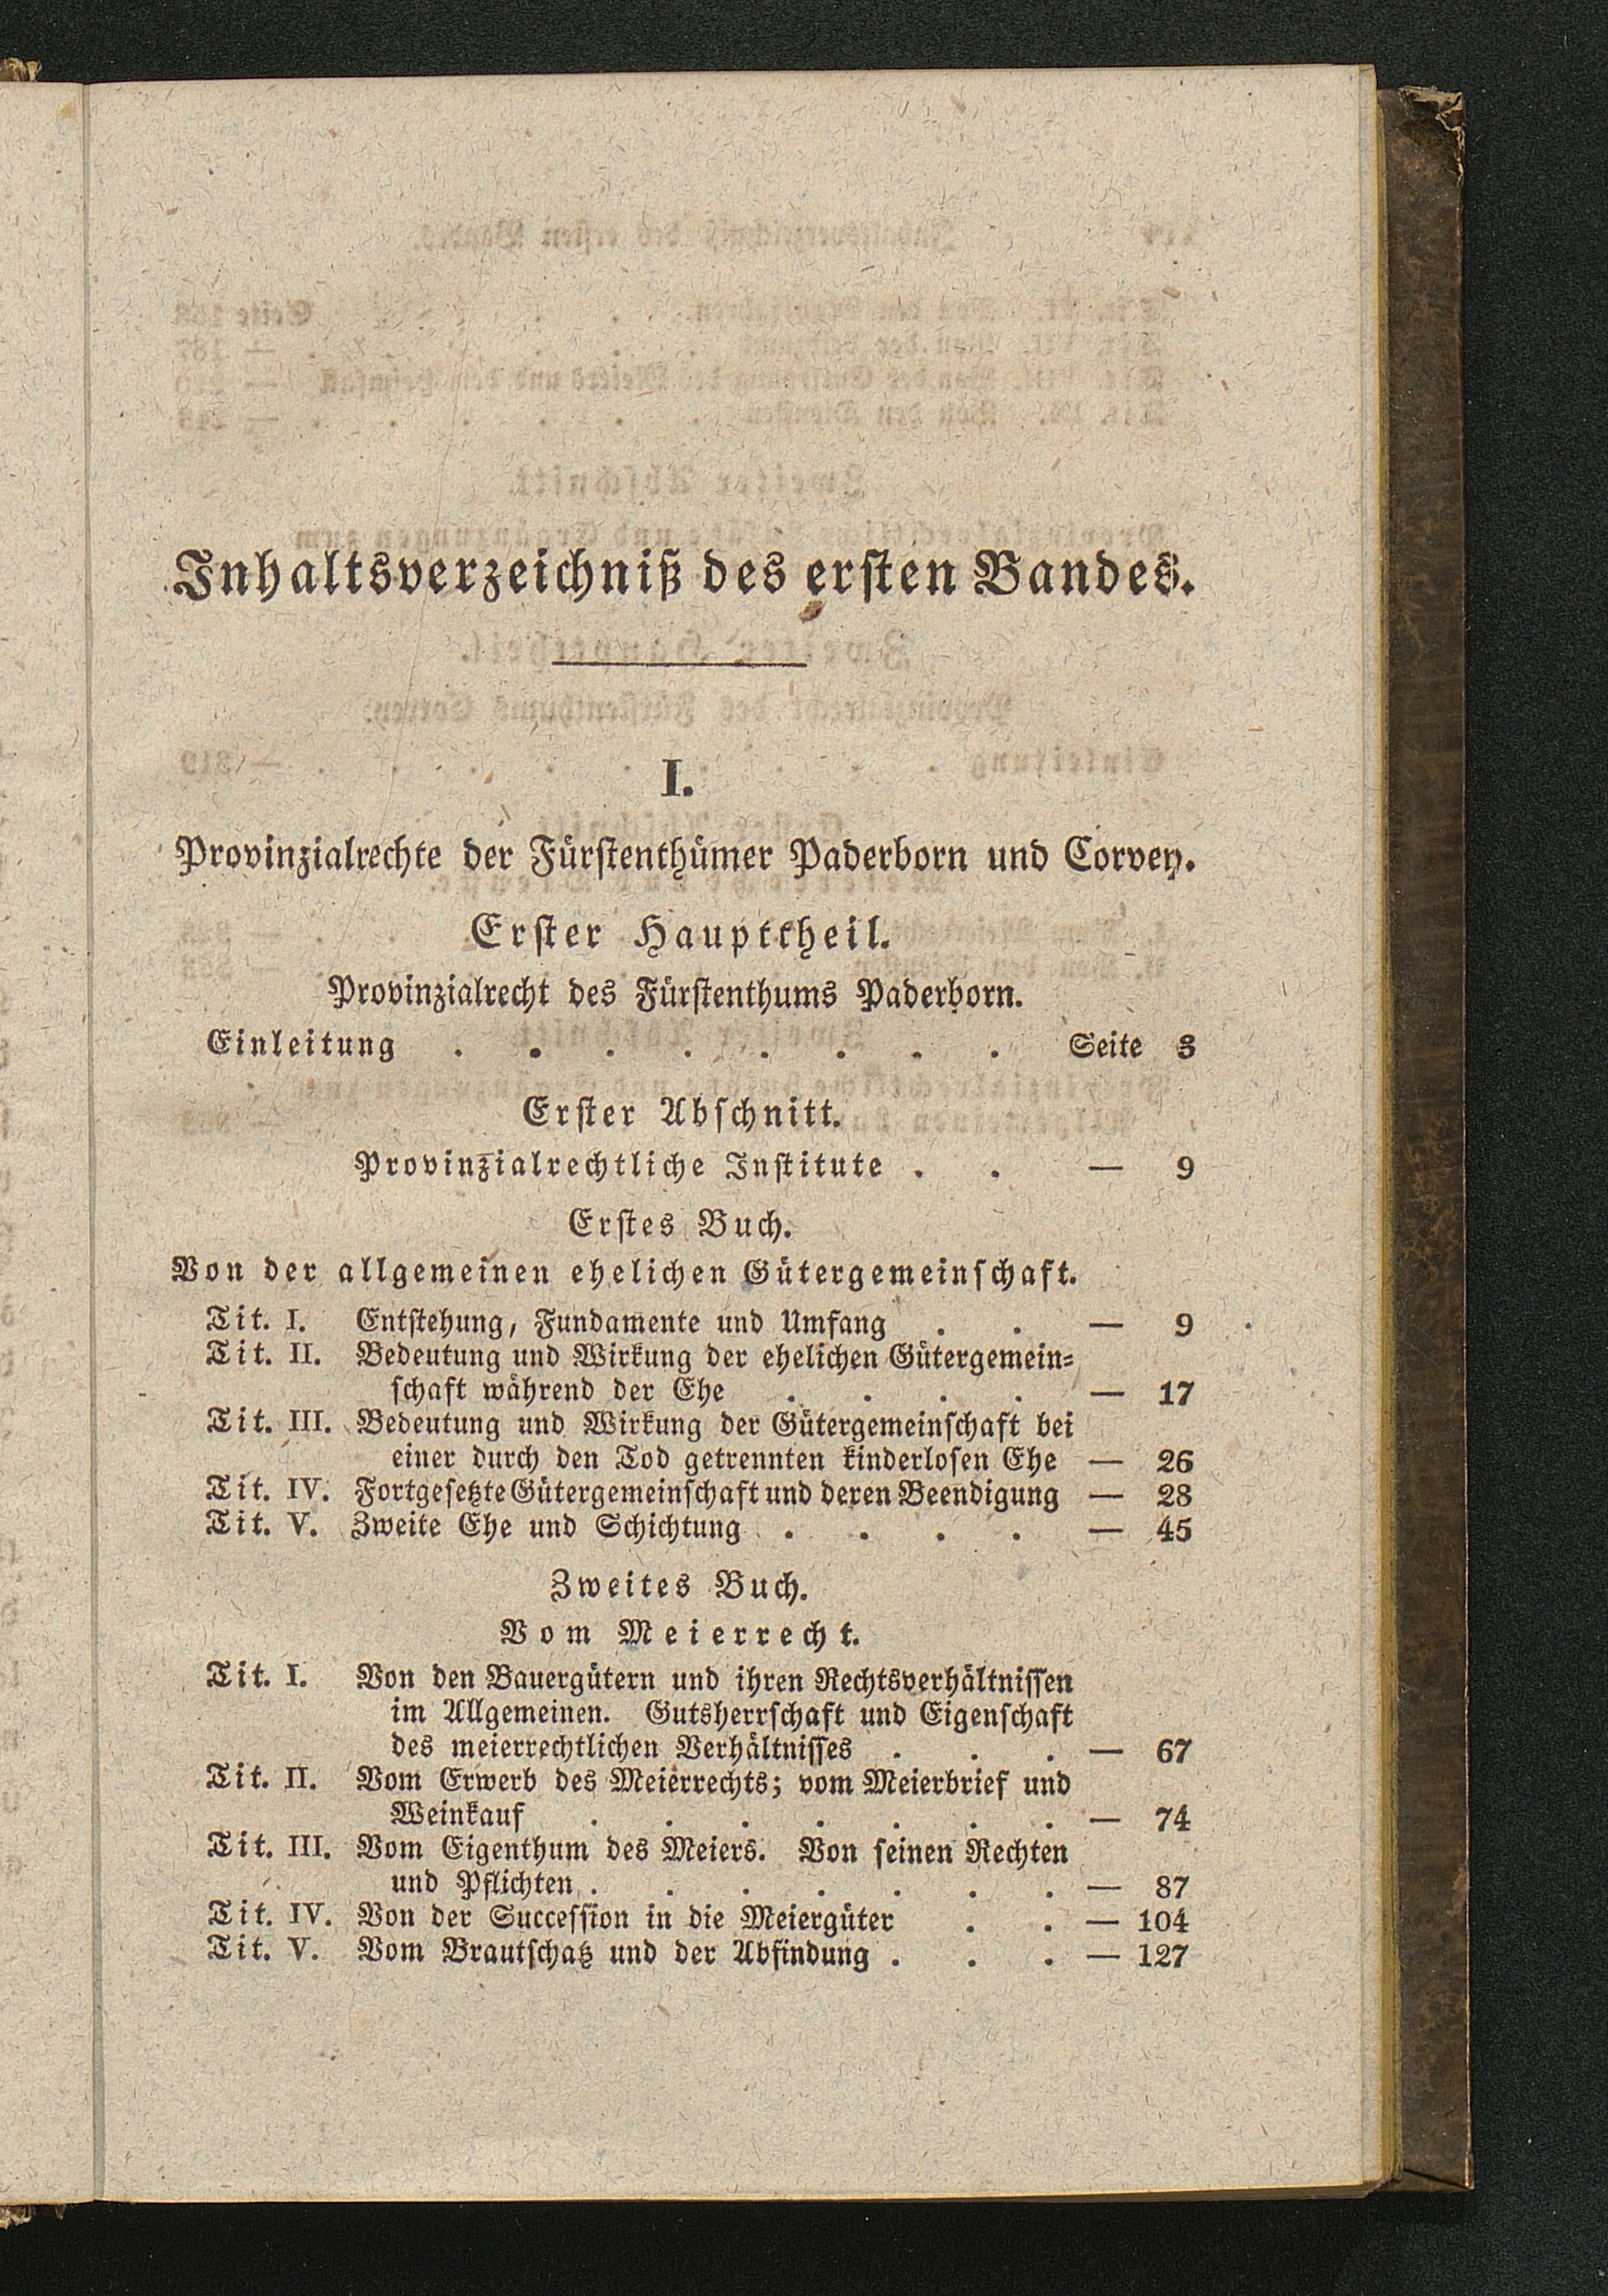 Inhaltsverzeichniß des ersten Bandes.
I.
Provinzialrechte der Fürstenthümer Paderborn und Corvey.
Erster Haupttheil.
Provinzialrecht des Fürstenthums Paderborn.
Einleitung . . . . . . . . Seite 3
Erster Abschnitt.
Provinzialrechtliche Institute . . — 9
Erstes Buch.
Von der allgemeinen ehelichen Gütergemeinschaft.
Tit. I. Entstehung, Fundamente und Umfang . . — 9
Tit. II. Bedeutung und Wirkung der ehelichen Gütergemein=
schaft während der Ehe . . . . — 17
Tit. III. Bedeutung und Wirkung der Gütergemeinschaft bei
einer durch den Tod getrennten kinderlosen Ehe — 26
Tit. IV. Fortgesetzte Gütergemeinschaft und deren Beendigung — 28
Tit. V. Zweite Ehe und Schichtung . . . . — 45
Zweites Buch.
Vom Meierrecht.
Tit. I. Von den Bauergütern und ihren Rechtsverhältnissen
im Allgemeinen. Gutsherrschaft und Eigenschaft
des meierrechtlichen Verhältnisses . . . — 67
Tit. II. Vom Erwerb des Meierrechts; vom Meierbrief und
Weinkauf . . . . . . . — 74
Tit. III. Vom Eigenthum des Meiers. Von seinen Rechten
und Pflichten . . . . . . . — 87
Tit. IV. Von der Succession in die Meiergüter . . — 104
Tit. V. Vom Brautschatz und der Abfindung . . . — 127